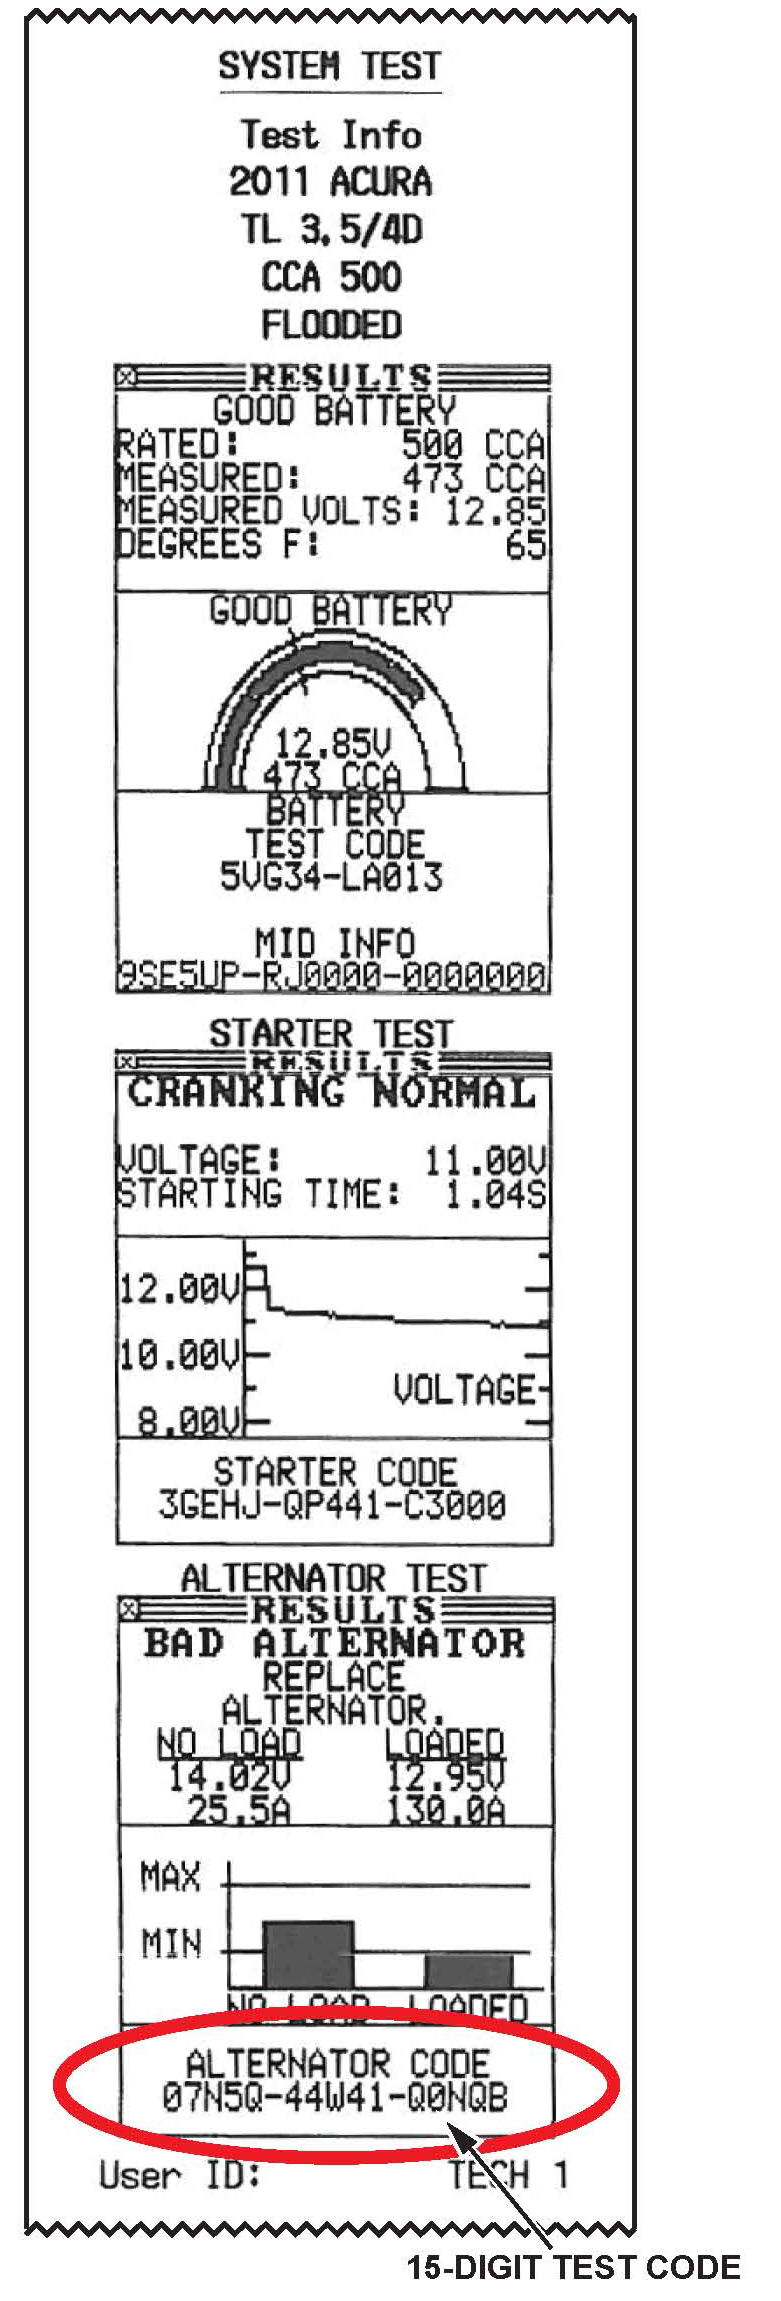 SYSTEM TEST
Test Info
2011 ACURA
TL 3.5/4D
CCA 500
FLOODED
RESULTS
GOOD BATTERY
RATED: 500 CCA
MEASURED: 473 CCA
MEASURED VOLTS: 12.85
DEGREES F: 65
GOOD BATTERY
12.85V
473 CCA
BATTERY
TEST CODE
5VG34-LA013
MID INFO
9SE5UP-RJ0000-0000000
STARTER TEST
RESULTS
CRANKING NORMAL
VOLTAGE: 11.00V
STARTING TIME: 1.04S
12.00V
10.00V
VOLTAGE
8.00V
STARTER CODE
3GEHJ-QP441-C3000
ALTERNATOR TEST
RESULTS
BAD ALTERNATOR
REPLACE
ALTERNATOR.
NO LOAD LOADED
14.02V 12.95V
25.5A 130.0A
MAX
MIN
NO LOAD LOADED
ALTERNATOR CODE
07N5Q-44W41-Q0NQB
User ID: TECH 1
15-DIGIT TEST CODE